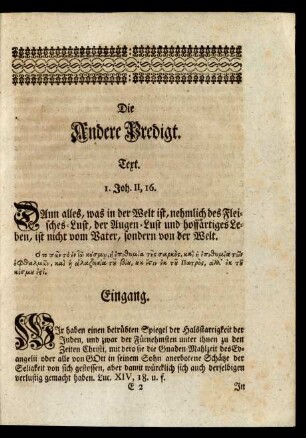 Die
Andere Predigt.
Text.
1. Joh. II, 16.
Dann alles, was in der Welt ist, nehmlich des Flei-
sches-Lust, der Augen-Lust und hoffärtiges Le-
ben, ist nicht vom Vater, sondern von der Welt.
Eingang.
Wir haben einen betrübten Spiegel der Halsstarrigkeit der
Juden, und zwar der Fürnehmsten unter ihnen zu den
Zeiten Christi, mit dero sie die Gnaden Mahlzeit des Ev-
angelii oder alle von GOtt in seinem Sohn anerbotene Schätze der
Seligkeit von sich gestossen, aber damit würcklich sich auch derselbigen
verlustig gemacht haben. Luc. XIV, 18. u. f.
E 2 In